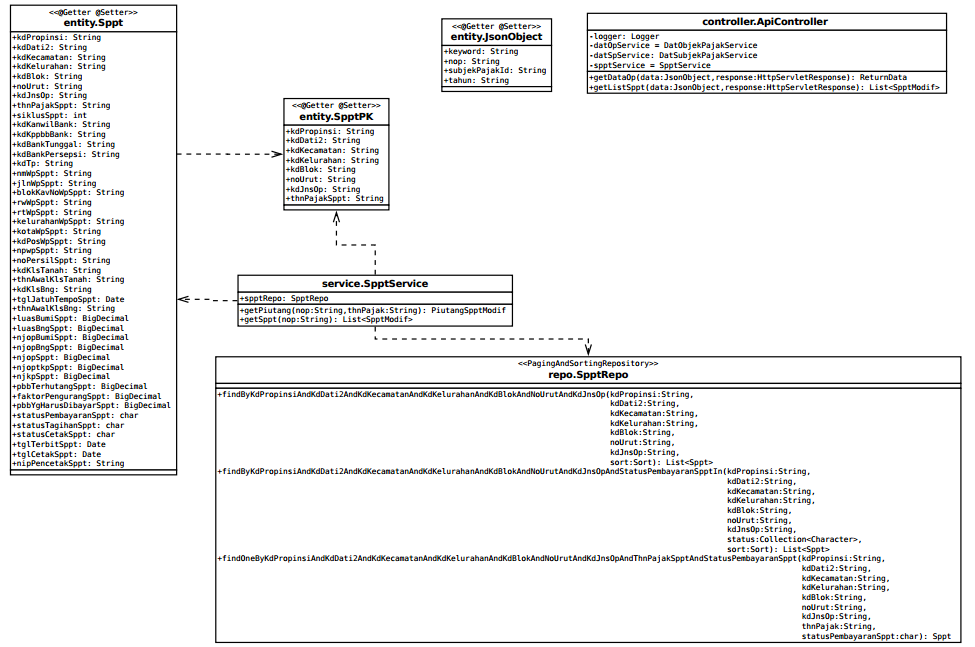 <<@Getter @Setter>>
entity.Sppt
+kdPropinsi: String
+kdDati2: String
+kdKecamatan: String
+kdKelurahan: String
+kdBlok: String
+noUrut: String
+kdJnsOp: String
+thnPajakSppt: String
+siklusSppt: int
+kdKanwilBank: String
+kdKppbbBank: String
+kdBankTunggal: String
+kdBankPersepsi: String
+kdTp: String
+nmWpSppt: String
+jlnWpSppt: String
+blokKavNoWpSppt: String
+rwWpSppt: String
+rtWpSppt: String
+kelurahanWpSppt: String
+kotaWpSppt: String
+kdPosWpSppt: String
+npwpSppt: String
+noPersilSppt: String
+kdKlsTanah: String
+thnAwalKlsTanah: String
+kdKlsBng: String
+tglJatuhTempoSppt: Date
+thnAwalKlsBng: String
+luasBumiSppt: BigDecimal
+luasBngSppt: BigDecimal
+njopBumiSppt: BigDecimal
+njopBngSppt: BigDecimal
+njopSppt: BigDecimal
+njoptkpSppt: BigDecimal
+njkpSppt: BigDecimal
+pbbTerhutangSppt: BigDecimal
+faktorPengurangSppt: BigDecimal
+pbbYgHarusDibayarSppt: BigDecimal
+statusPembayaranSppt: char
+statusTagihanSppt: char
+statusCetakSppt: char
+tglTerbitSppt: Date
+tglCetakSppt: Date
+nipPencetakSppt: String
<<@Getter @Setter>>
entity.SpptPK
+kdPropinsi: String
+kdDati2: String
+kdKecamatan: String
+kdKelurahan: String
+kdBlok: String
+noUrut: String
+kdJnsOp: String
+thnPajakSppt: String
<<@Getter @Setter>>
entity.JsonObject
+keyword: String
+nop: String
+subjekPajakId: String
+tahun: String
controller.ApiController
-logger: Logger
-datOpService = DatObjekPajakService
-datSpService: DatSubjekPajakService
-spptService = SpptService
+getDataOp(data:JsonObject,response:HttpServletResponse): ReturnData
+getListSppt(data:JsonObject,response:HttpServletResponse): List<SpptModif>
service.SpptService
+spptRepo: SpptRepo
+getPiutang(nop:String,thnPajak:String): PiutangSpptModif
+getSppt(nop:String): List<SpptModif>
<<PagingAndSortingRepository>>
repo.SpptRepo
+findByKdPropinsiAndKdDati2AndKdKecamatanAndKdKelurahanAndKdBlokAndNoUrutAndKdJnsOp(kdPropinsi:String,
kdDati2:String,
kdKecamatan:String,
kdKelurahan:String,
kdBlok:String,
noUrut:String,
kdJnsOp:String,
sort:Sort): List<Sppt>
+findByKdPropinsiAndKdDati2AndKdKecamatanAndKdKelurahanAndKdBlokAndNoUrutAndKdJnsOpAndStatusPembayaranSpptIn(kdPropinsi:String,
kdDati2:String,
kdKecamatan:String,
kdKelurahan:String,
kdBlok:String,
noUrut:String,
kdJnsOp:String,
status:Collection<Character>,
sort:Sort): List<Sppt>
+findOneByKdPropinsiAndKdDati2AndKdKecamatanAndKdKelurahanAndKdBlokAndNoUrutAndKdJnsOpAndThnPajakSpptAndStatusPembayaranSppt(kdPropinsi:String,
kdDati2:String,
kdKecamatan:String,
kdKelurahan:String,
kdBlok:String,
noUrut:String,
kdJnsOp:String,
thnPajak:String,
statusPembayaranSppt:char): Sppt